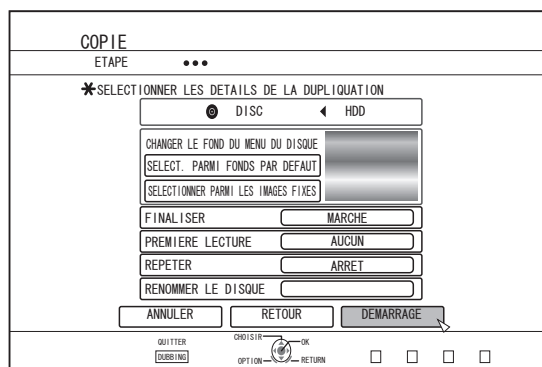 COPIE
ETAPE
SELECTIONNER LES DETAILS DE LA DUPLIQUATION
DISC HDD
CHANGER LE FOND DU MENU DU DISQUE
SELECT. PARMI FONDS PAR DEFAUT
SELECTIONNER PARMI LES IMAGES FIXES
FINALISER MARCHE
PREMIERE LECTURE AUCUN
REPETER ARRET
RENOMMER LE DISQUE
ANNULER RETOUR DEMARRAGE
QUITTER CHOISIR OK
DUBBING OPTION RETURN